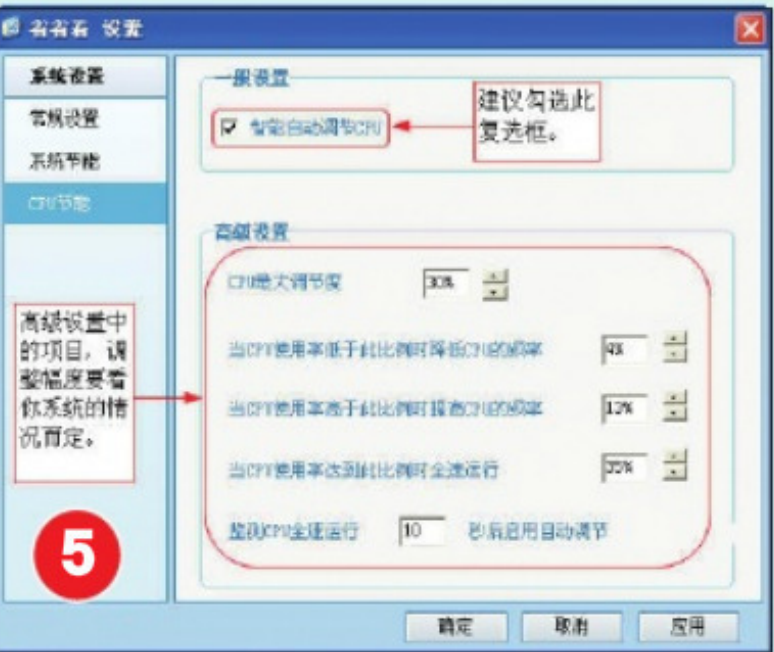 省省看 设置
系统设置
常规设置
系统节能
CPU节能
一般设置
智能自动调节CPU
建议勾选此
复选框。
高级设置
CPU最大调节度 30%
当CPU使用率低于此比例时降低CPU的频率
当CPU使用率高于此比例时提高CPU的频率
当CPU使用率达到此比例时全速运行
CPU全速运行 10 秒后启用自动调节
高级设置中
的项目，调
整幅度要看
你系统的情
况而定。
5
确定 取消 应用